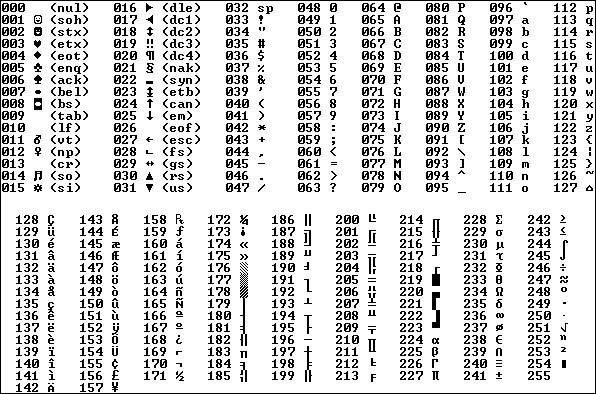 000 (nul) 016 ► (dle) 032 sp 048 0 064 @ 080 P 096 ` 112 p
001 ☺ (soh) 017 ◄ (dc1) 033 ! 049 1 065 A 081 Q 097 a 113 q
002 ☻ (stx) 018 ↕ (dc2) 034 " 050 2 066 B 082 R 098 b 114 r
003 ♥ (etx) 019 ‼ (dc3) 035 # 051 3 067 C 083 S 099 c 115 s
004 ♦ (eot) 020 ¶ (dc4) 036 $ 052 4 068 D 084 T 100 d 116 t
005 ♣ (enq) 021 § (nak) 037 % 053 5 069 E 085 U 101 e 117 u
006 ♠ (ack) 022 ▬ (syn) 038 & 054 6 070 F 086 V 102 f 118 v
007 • (bel) 023 ↨ (etb) 039 ' 055 7 071 G 087 W 103 g 119 w
008 ◘ (bs) 024 ↑ (can) 040 ( 056 8 072 H 088 X 104 h 120 x
009 (tab) 025 ↓ (em) 041 ) 057 9 073 I 089 Y 105 i 121 y
010 (lf) 026 (eof) 042 * 058 : 074 J 090 Z 106 j 122 z
011 ♂ (vt) 027 ← (esc) 043 + 059 ; 075 K 091 [ 107 k 123 {
012 ♀ (np) 028 ∟ (fs) 044 , 060 < 076 L 092 \ 108 l 124 |
013 (cr) 029 ↔ (gs) 045 - 061 = 077 M 093 ] 109 m 125 }
014 ♫ (so) 030 ▲ (rs) 046 . 062 > 078 N 094 ^ 110 n 126 ~
015 ☼ (si) 031 ▼ (us) 047 / 063 ? 079 O 095 _ 111 o 127 ⌂
128 Ç 143 Å 158 ₧ 172 ¼ 186 ║ 200 ╚ 214 ╓ 228 Σ 242 ≥
129 ü 144 É 159 ƒ 173 ¡ 187 ╗ 201 ╔ 215 ╫ 229 σ 243 ≤
130 é 145 æ 160 á 174 « 188 ╝ 202 ╩ 216 ╪ 230 µ 244 ⌠
131 â 146 Æ 161 í 175 » 189 ╜ 203 ╦ 217 ┘ 231 τ 245 ⌡
132 ä 147 ô 162 ó 176 ░ 190 ╛ 204 ╠ 218 ┌ 232 Φ 246 ÷
133 à 148 ö 163 ú 177 ▒ 191 ┐ 205 ═ 219 █ 233 Θ 247 ≈
134 å 149 ò 164 ñ 178 ▓ 192 └ 206 ╬ 220 ▄ 234 Ω 248 °
135 ç 150 û 165 Ñ 179 │ 193 ┴ 207 ╧ 221 ▌ 235 δ 249 ∙
136 ê 151 ù 166 ª 180 ┤ 194 ┬ 208 ╨ 222 ▐ 236 ∞ 250 ·
137 ë 152 ÿ 167 º 181 ╡ 195 ├ 209 ╤ 223 ▀ 237 φ 251 √
138 è 153 Ö 168 ¿ 182 ╢ 196 ─ 210 ╥ 224 α 238 ε 252 ⁿ
139 ï 154 Ü 169 ⌐ 183 ╖ 197 ┼ 211 ╙ 225 ß 239 ∩ 253 ²
140 î 155 ¢ 170 ¬ 184 ╕ 198 ╞ 212 ╘ 226 Γ 240 ≡ 254 ■
141 ì 156 £ 171 ½ 185 ╣ 199 ╟ 213 ╒ 227 π 241 ± 255
142 Ä 157 ¥